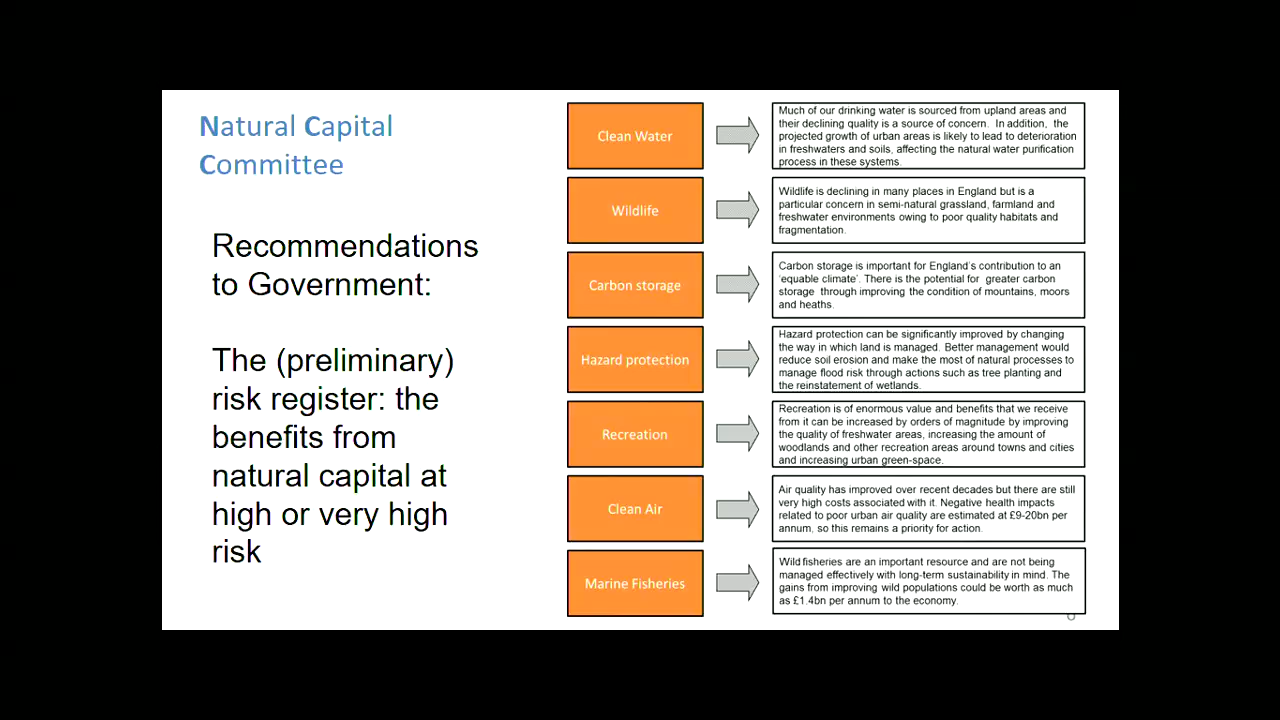 Natural Capital
Committee
Recommendations
to Government:
The (preliminary)
risk register: the
benefits from
natural capital at
high or very high
risk
Clean Water
Much of our drinking water is sourced from upland areas and
their declining quality is a source of concern. In addition, the
projected growth of urban areas is likely to lead to deterioration
in freshwaters and soils, affecting the natural water purification
process in these systems.
Wildlife
Wildlife is declining in many places in England but is a
particular concern in semi-natural grassland, farmland and
freshwater environments owing to poor quality habitats and
fragmentation.
Carbon storage
Carbon storage is important for England's contribution to an
'equable climate'. There is the potential for greater carbon
storage through improving the condition of mountains, moors
and heaths.
Hazard protection
Hazard protection can be significantly improved by changing
the way in which land is managed. Better management would
reduce soil erosion and make the most of natural processes to
manage flood risk through actions such as tree planting and
the reinstatement of wetlands.
Recreation
Recreation is of enormous value and benefits that we receive
from it can be increased by orders of magnitude by improving
the quality of freshwater areas, increasing the amount of
woodlands and other recreation areas around towns and cities
and increasing urban green-space.
Clean Air
Air quality has improved over recent decades but there are still
very high costs associated with it. Negative health impacts
related to poor urban air quality are estimated at £9-20bn per
annum, so this remains a priority for action.
Marine Fisheries
Wild fisheries are an important resource and are not being
managed effectively with long-term sustainability in mind. The
gains from improving wild populations could be worth as much
as £1.4bn per annum to the economy.